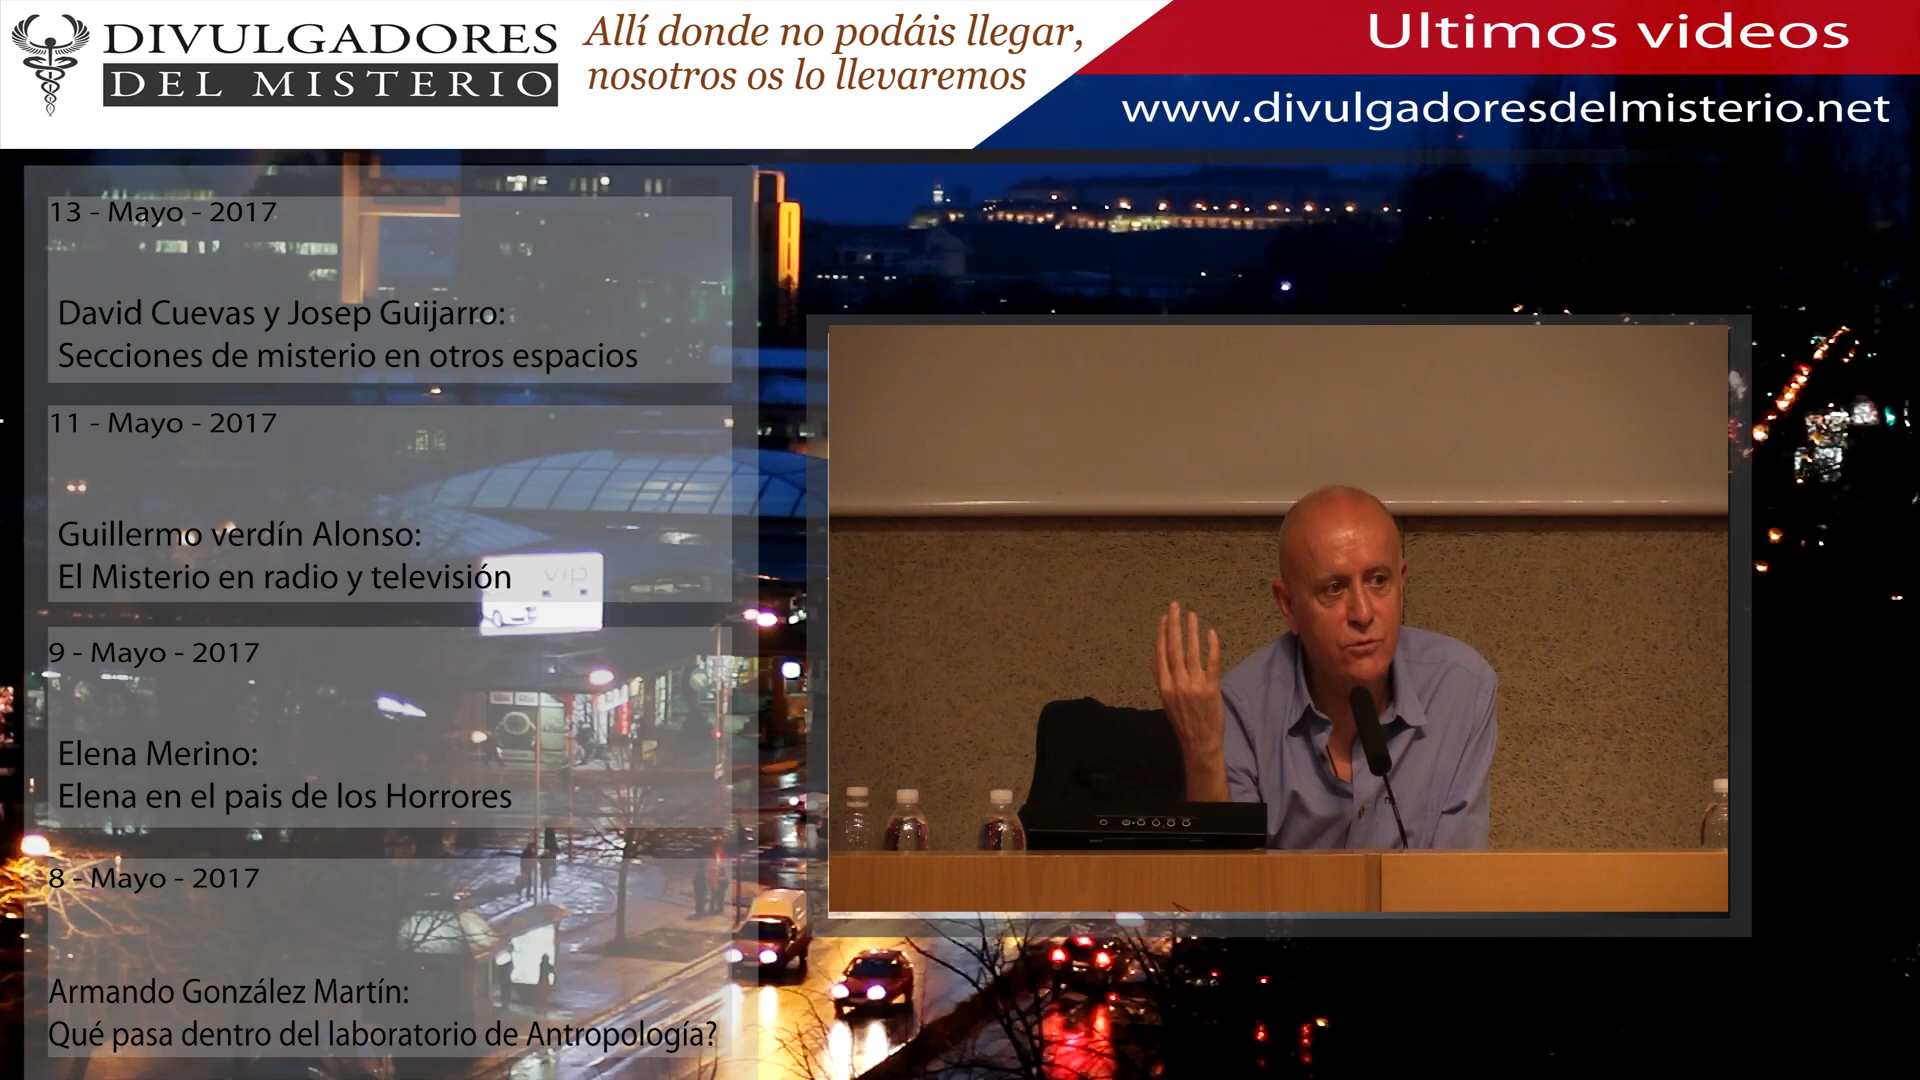 DIVULGADORES
DEL MISTERIO
Allí donde no podáis llegar,
nosotros os lo llevaremos
Ultimos videos
www.divulgadoresdelmisterio.net
13 - Mayo - 2017
David Cuevas y Josep Guijarro:
Secciones de misterio en otros espacios
11 - Mayo - 2017
Guillermo verdín Alonso:
El Misterio en radio y televisión
vip
9 - Mayo - 2017
Elena Merino:
Elena en el pais de los Horrores
8 - Mayo - 2017
Armando González Martín:
Qué pasa dentro del laboratorio de Antropología?